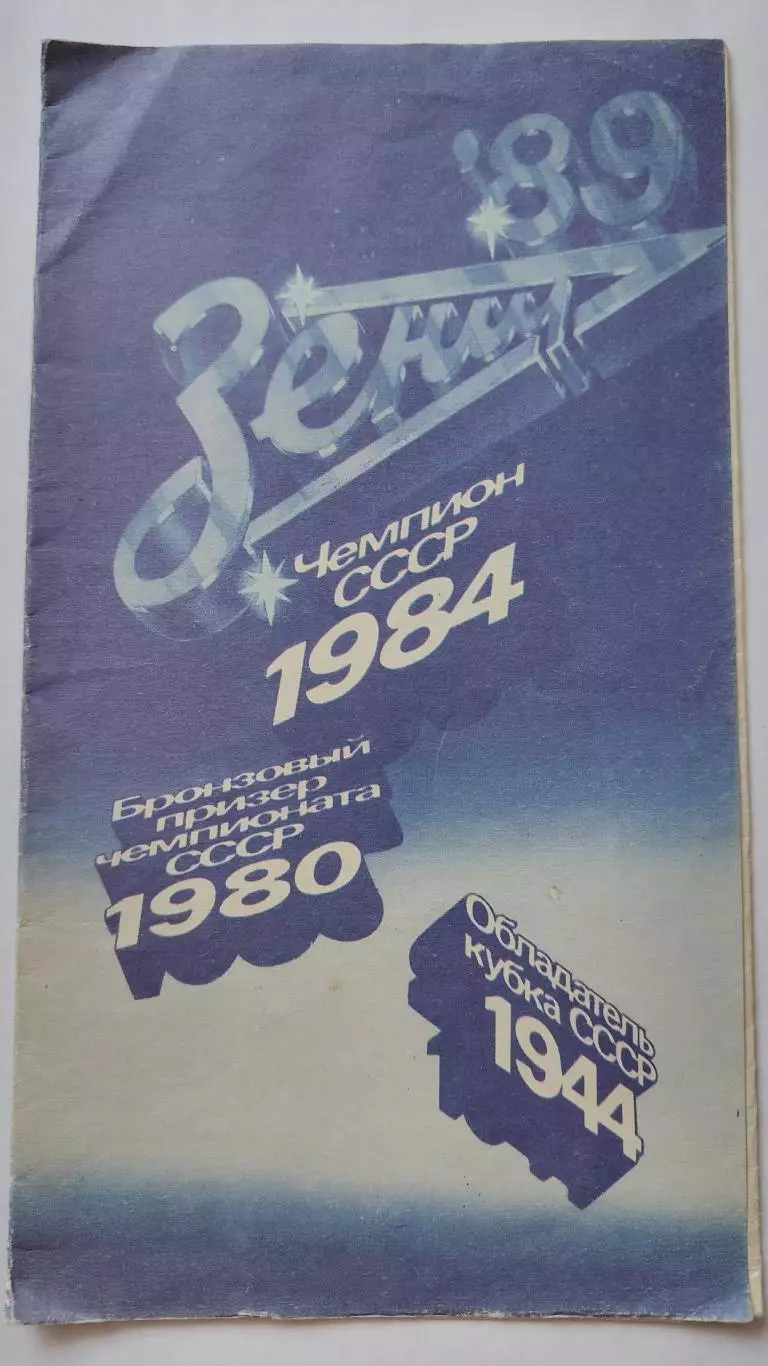 '89
Зенит
Чемпион
СССР
1984
Бронзовый
призер
чемпионата
СССР
1980
Обладатель
кубка СССР
1944